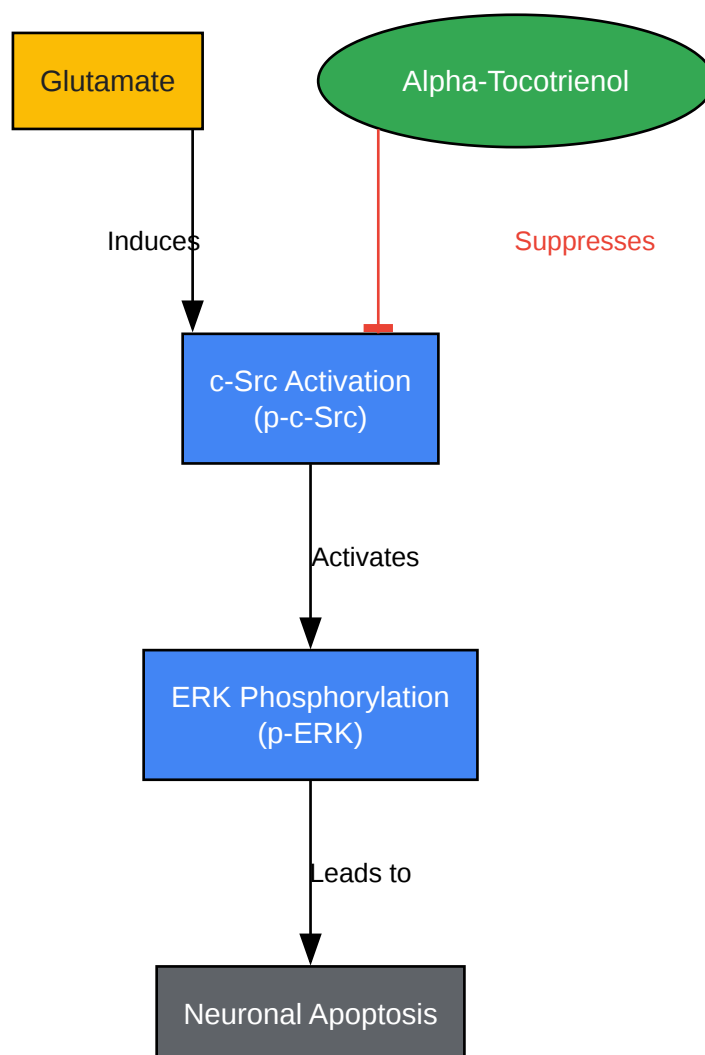 Glutamate
Alpha-Tocotrienol
Induces
Suppresses
c-Src Activation
(p-c-Src)
Activates
ERK Phosphorylation
(p-ERK)
Leads to
Neuronal Apoptosis